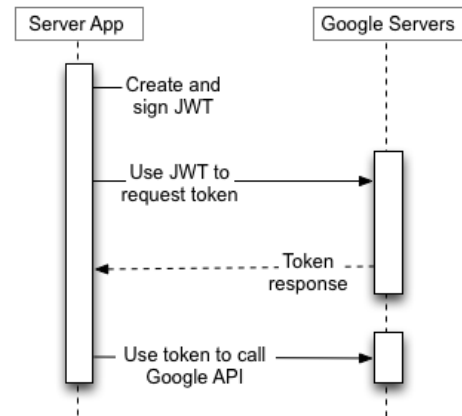 Server App
Google Servers
Create and
sign JWT
Use JWT to
request token
Token
response
Use token to call
Google API